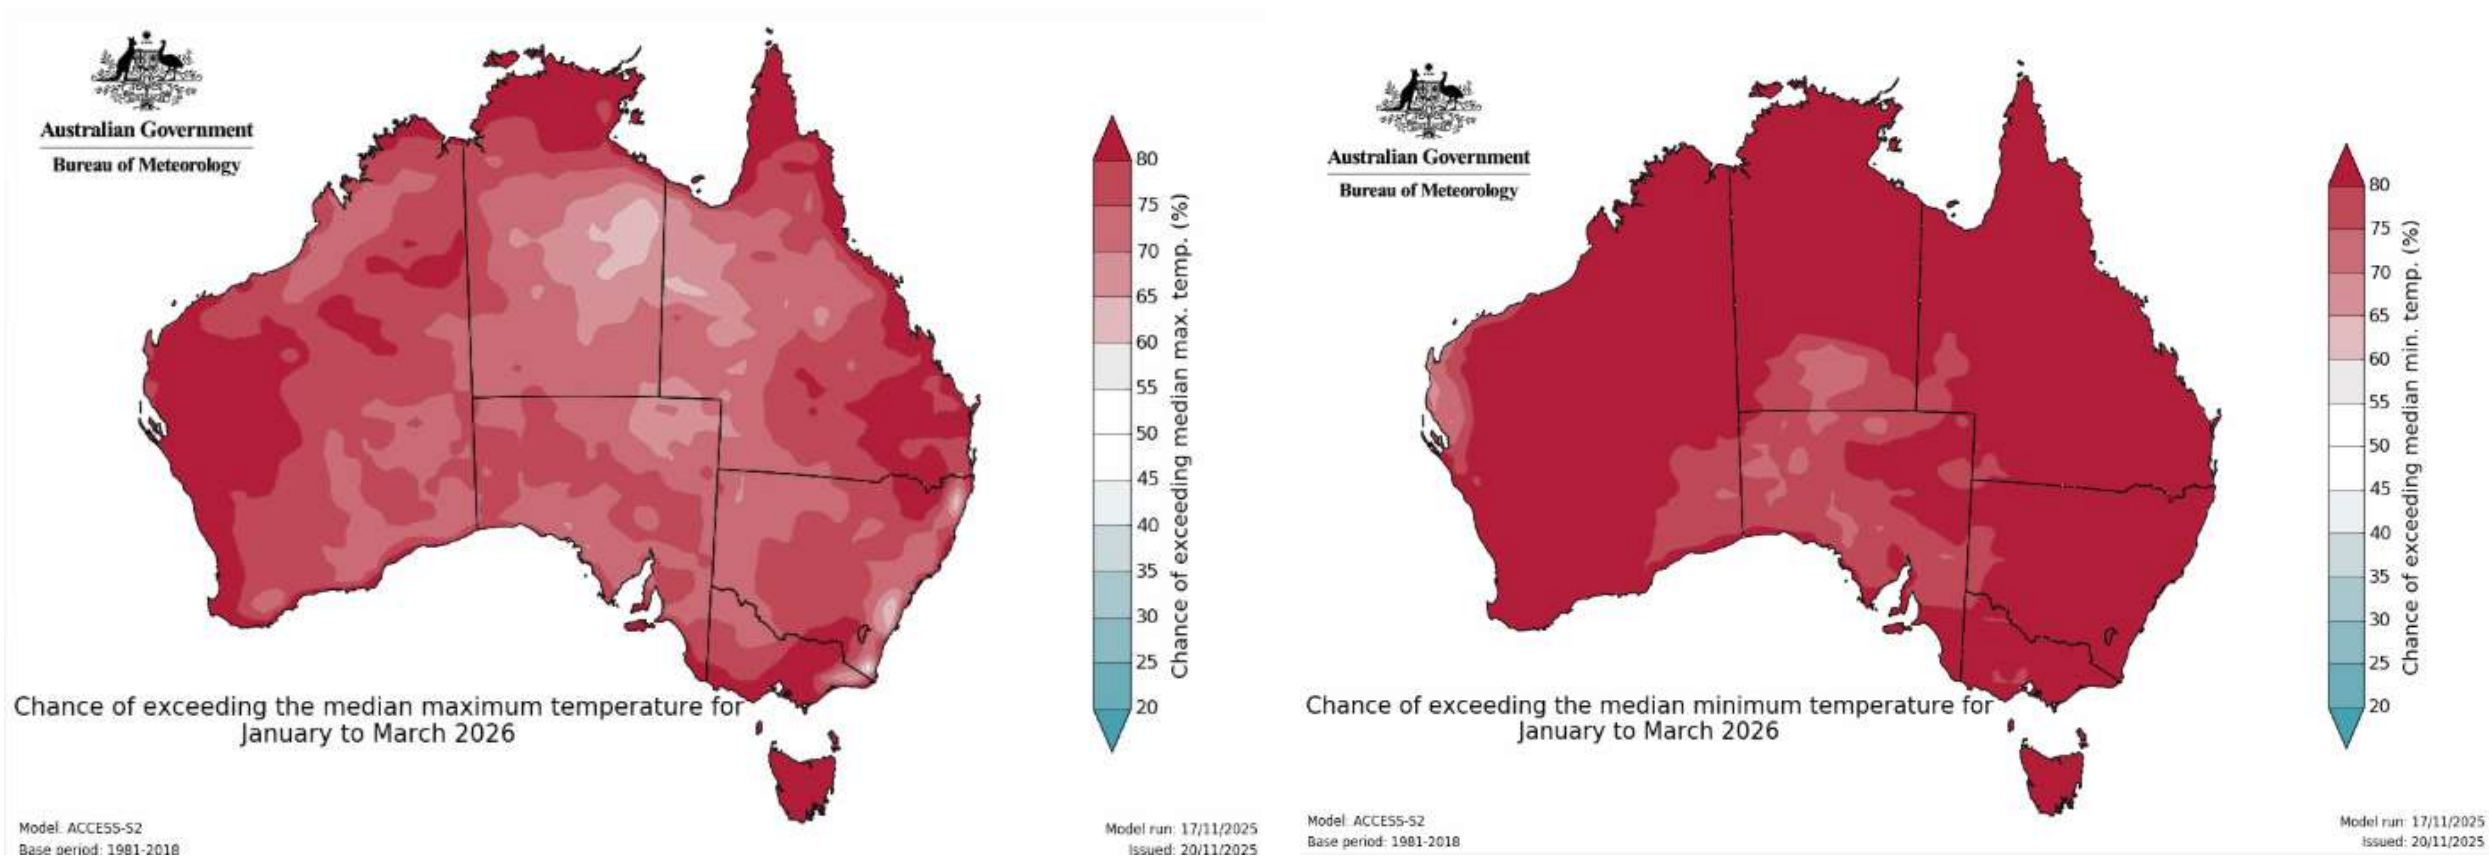 Australian Government
Bureau of Meteorology
80
75
70
65
60
55
50
45
40
35
30
25
20
Chance of exceeding median max. temp. (%)
Chance of exceeding the median maximum temperature for
January to March 2026
Model: ACCESS-S2
Base period: 1981-2018
Model run: 17/11/2025
Issued: 20/11/2025
Australian Government
Bureau of Meteorology
80
75
70
65
60
55
50
45
40
35
30
25
20
Chance of exceeding median min. temp. (%)
Chance of exceeding the median minimum temperature for
January to March 2026
Model: ACCESS-S2
Base period: 1981-2018
Model run: 17/11/2025
Issued: 20/11/2025